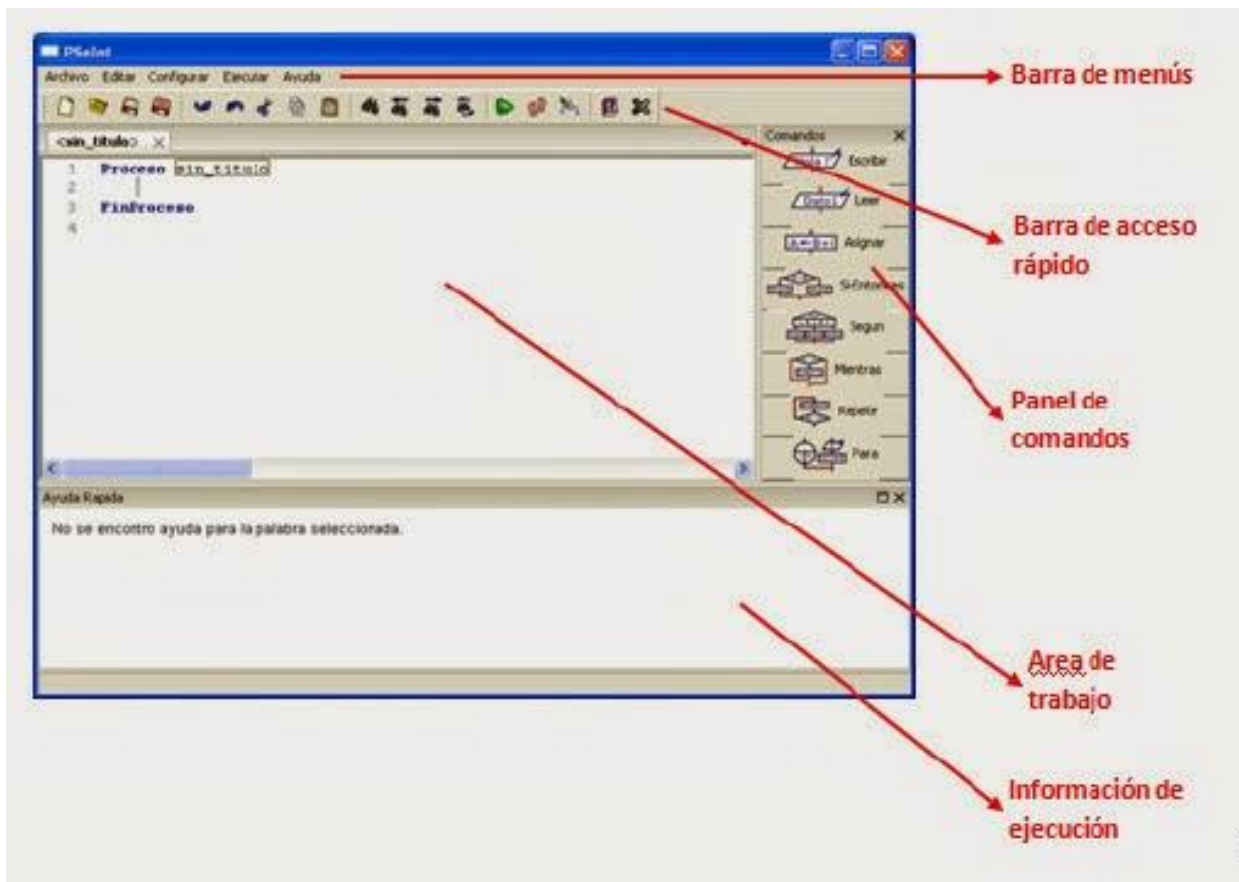 PSeInt
Archivo Editar Configurar Ejecutar Ayuda
Barra de menús
<sin_titulo>
Comandos
1 Proceso sin_titulo
2
3 FinProceso
4
Escribir
Leer
Asignar
Si-Entonces
Segun
Mientras
Repetir
Para
Barra de acceso
rápido
Panel de
comandos
Ayuda Rapida
No se encontro ayuda para la palabra seleccionada.
Area de
trabajo
Información de
ejecución